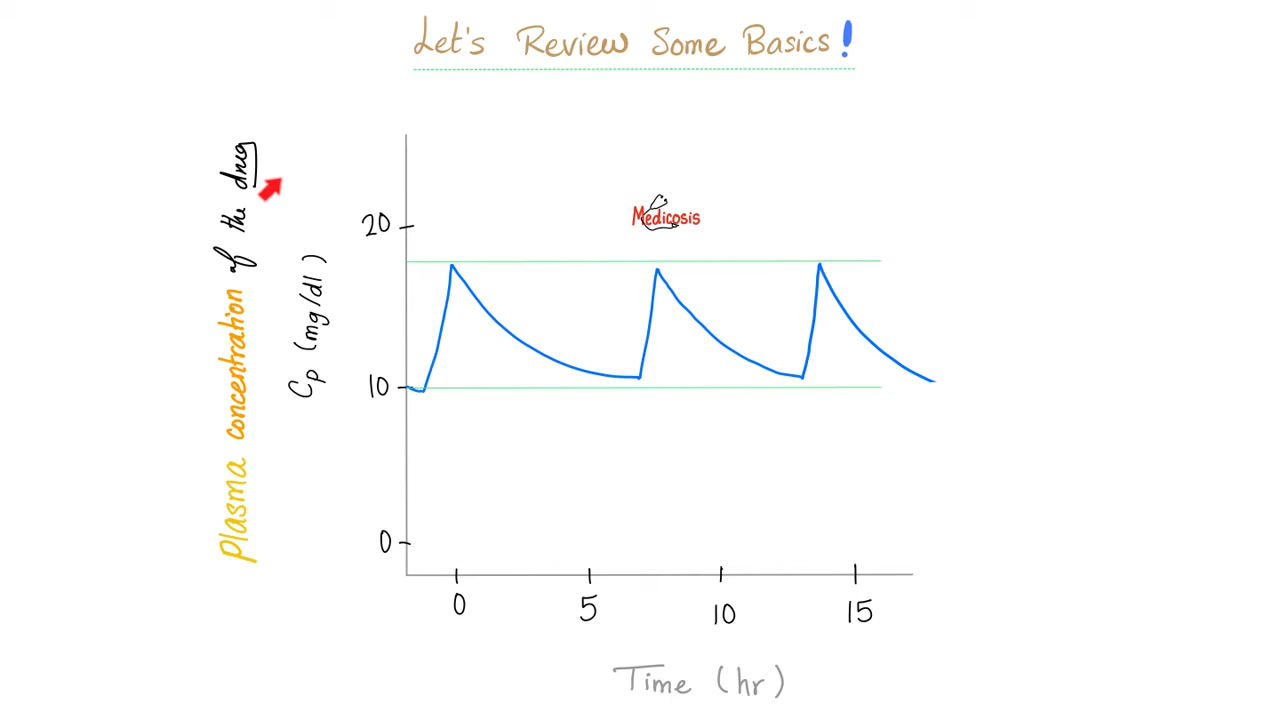 Let's Review Some Basics!
Plasma concentration of the drug
Cp (mg/dl)
Medicosis
20
10
0
0 5 10 15
Time (hr)